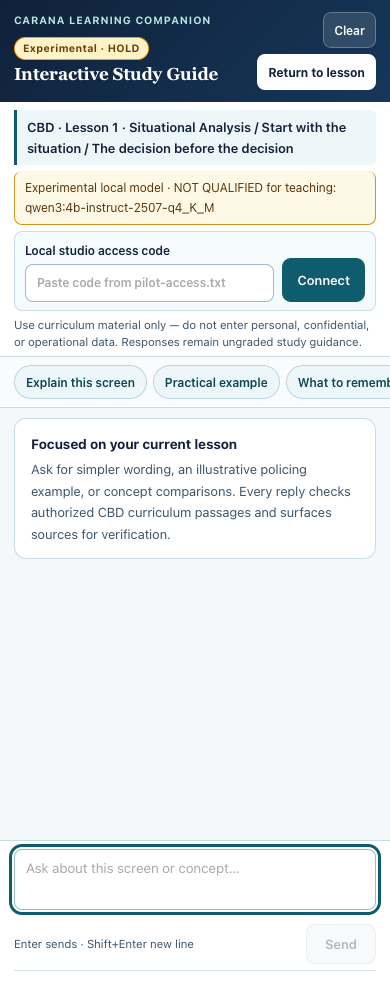 CARANA LEARNING COMPANION
Clear
Experimental · HOLD
Interactive Study Guide
Return to lesson
CBD · Lesson 1 · Situational Analysis / Start with the
situation / The decision before the decision
Experimental local model · NOT QUALIFIED for teaching:
qwen3:4b-instruct-2507-q4_K_M
Local studio access code
Paste code from pilot-access.txt
Connect
Use curriculum material only — do not enter personal, confidential,
or operational data. Responses remain ungraded study guidance.
Explain this screen
Practical example
What to rememb
Focused on your current lesson
Ask for simpler wording, an illustrative policing
example, or concept comparisons. Every reply checks
authorized CBD curriculum passages and surfaces
sources for verification.
Ask about this screen or concept...
Enter sends · Shift+Enter new line
Send